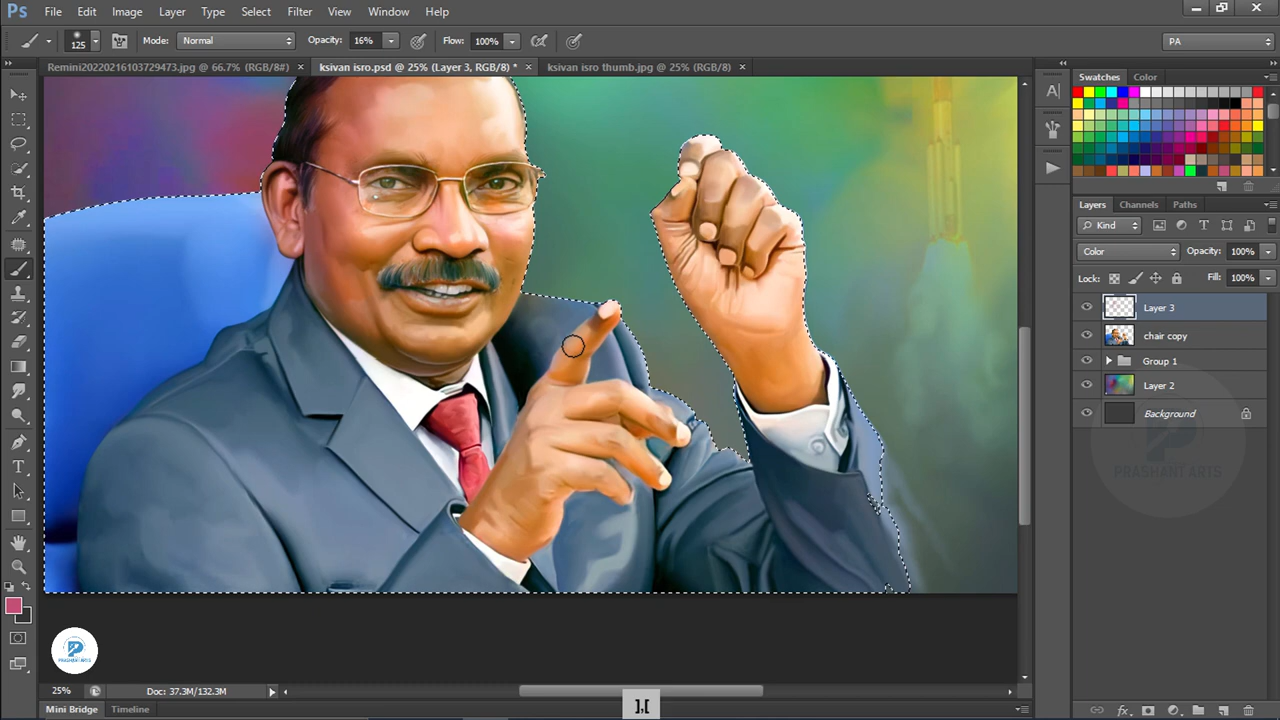 Ps File Edit Image Layer Type Select Filter View Window Help
125 Mode: Normal Opacity: 16% Flow: 100% PA
Remini20220216103729473.jpg @ 66.7% (RGB/8#) × ksivan isro.psd @ 25% (Layer 3, RGB/8) * × ksivan isro thumb.jpg @ 25% (RGB/8) ×
Swatches Color
Layers Channels Paths
Kind
Color Opacity: 100%
Lock: Fill: 100%
Layer 3
chair copy
Group 1
Layer 2
Background
PRASHANT ARTS
PRASHANT ARTS
25% Doc: 37.3M/132.3M
Mini Bridge Timeline
],[